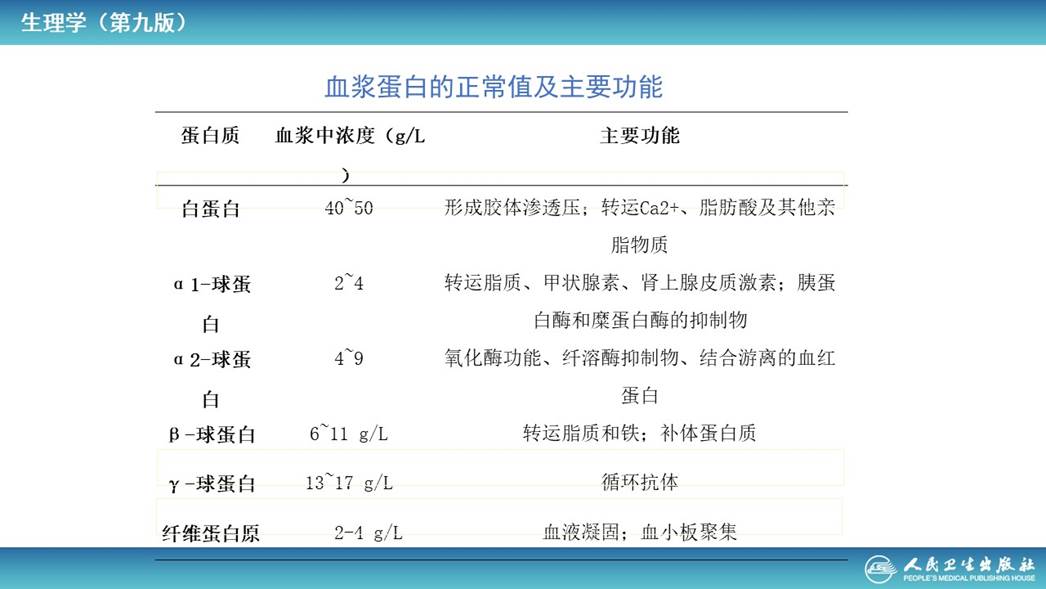 生理学（第九版）
血浆蛋白的正常值及主要功能
蛋白质 血浆中浓度（g/L 主要功能
）
白蛋白 40~50 形成胶体渗透压；转运Ca2+、脂肪酸及其他亲
脂物质
α1-球蛋 2~4 转运脂质、甲状腺素、肾上腺皮质激素；胰蛋
白 白酶和糜蛋白酶的抑制物
α2-球蛋 4~9 氧化酶功能、纤溶酶抑制物、结合游离的血红
白 蛋白
β-球蛋白 6~11 g/L 转运脂质和铁；补体蛋白质
γ-球蛋白 13~17 g/L 循环抗体
纤维蛋白原 2-4 g/L 血液凝固；血小板聚集
人民卫生出版社
PEOPLE'S MEDICAL PUBLISHING HOUSE